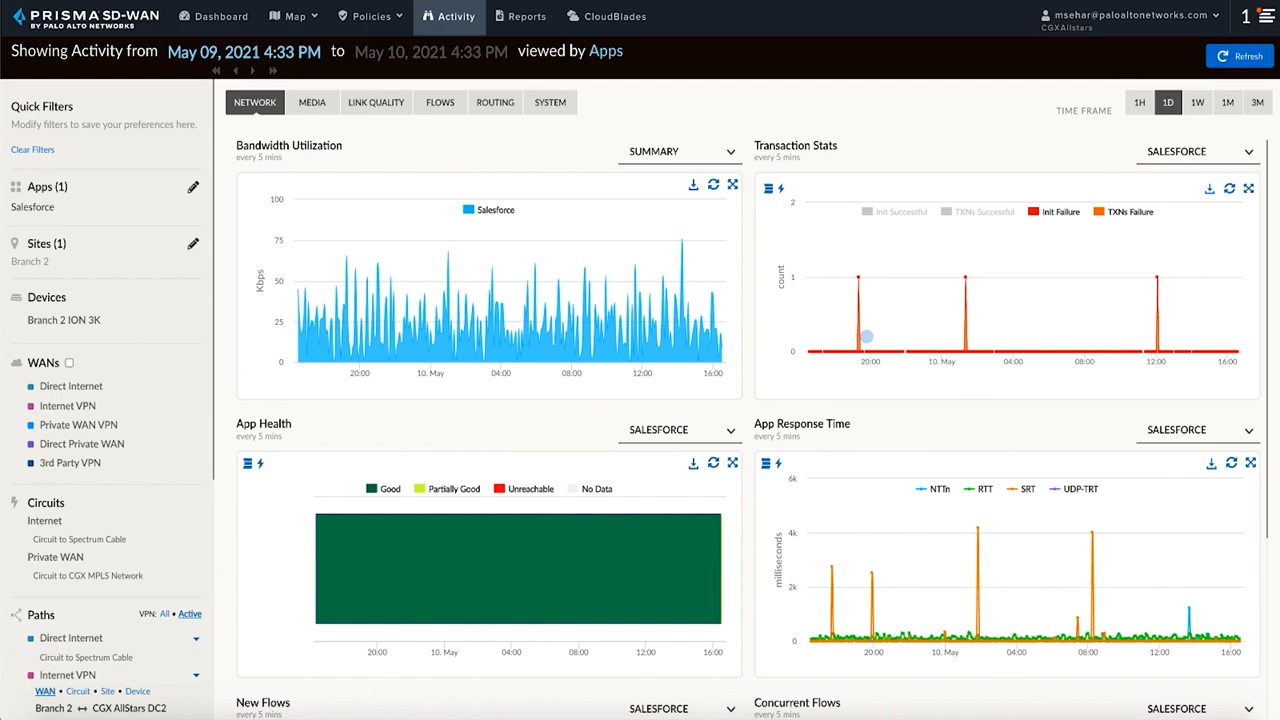 PRISMA SD-WAN
BY PALO ALTO NETWORKS
Dashboard
Map
Policies
Activity
Reports
CloudBlades
msehar@paloaltonetworks.com
CGXAllstars
1
Showing Activity from May 09, 2021 4:33 PM to May 10, 2021 4:33 PM viewed by Apps
Refresh
Quick Filters
Modify filters to save your preferences here.
Clear Filters
Apps (1)
Salesforce
Sites (1)
Branch 2
Devices
Branch 2 ION 3K
WANs
Direct Internet
Internet VPN
Private WAN VPN
Direct Private WAN
3rd Party VPN
Circuits
Internet
Circuit to Spectrum Cable
Private WAN
Circuit to CGX MPLS Network
Paths VPN: All • Active
Direct Internet
Circuit to Spectrum Cable
Internet VPN
WAN • Circuit • Site • Device
Branch 2 ↔ CGX AllStars DC2
NETWORK MEDIA LINK QUALITY FLOWS ROUTING SYSTEM
TIME FRAME 1H 1D 1W 1M 3M
Bandwidth Utilization
every 5 mins
SUMMARY
Salesforce
100
75
50
25
0
Kbps
20:00 10. May 04:00 08:00 12:00 16:00
Transaction Stats
every 5 mins
SALESFORCE
Init Successful TXNs Successful Init Failure TXNs Failure
2
1
0
count
20:00 10. May 04:00 08:00 12:00 16:00
App Health
every 5 mins
SALESFORCE
Good Partially Good Unreachable No Data
20:00 10. May 04:00 08:00 12:00 16:00
App Response Time
every 5 mins
SALESFORCE
NTTn RTT SRT UDP-TRT
6k
4k
2k
0
milliseconds
20:00 10. May 04:00 08:00 12:00 16:00
New Flows
every 5 mins
SALESFORCE
Concurrent Flows
every 5 mins
SALESFORCE